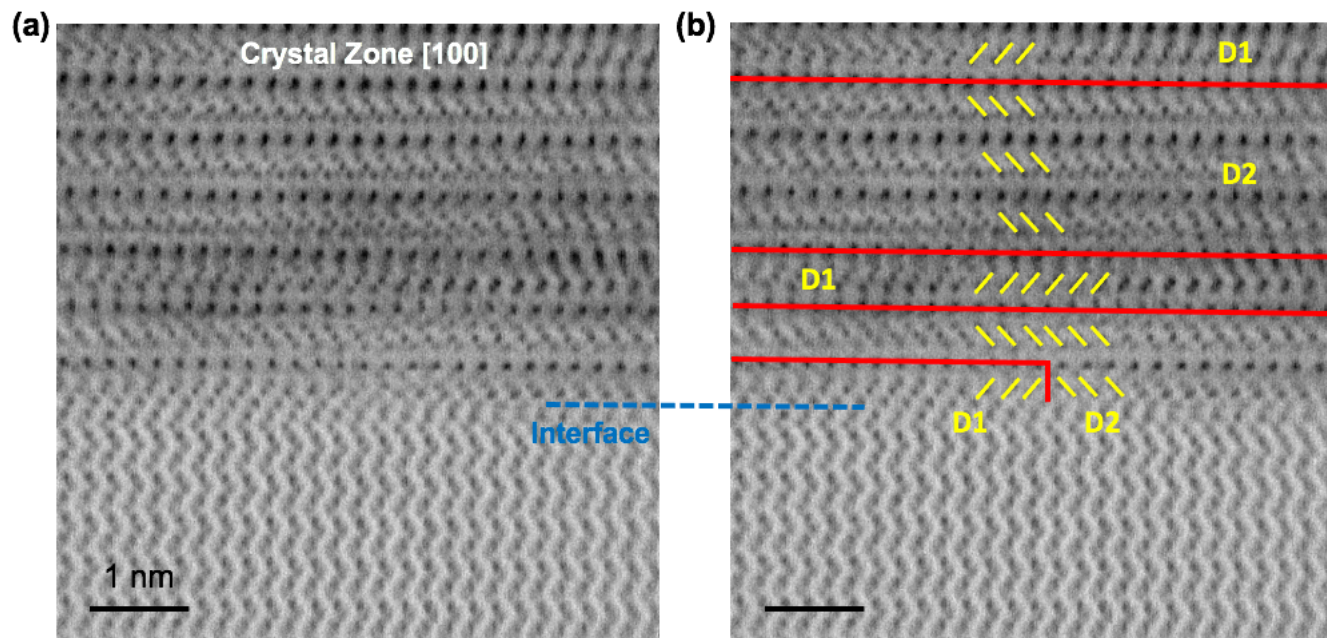 (a)
Crystal Zone [100]
1 nm
Interface
(b)
D1
D2
D1
D1
D2